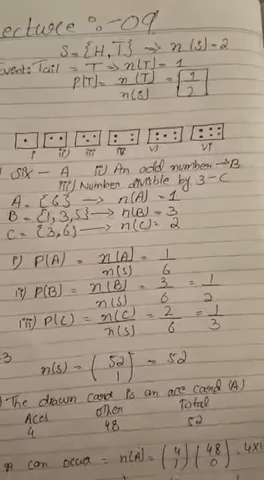 ecture :-09
S = {H, T} → n(S) = 2
Event: Tail = T → n(T) = 1
P(T) = n(T)/n(S) = 1/2
i ii) iii iv v) vi
Six - A ii) An odd number → B
iii) Number divisible by 3 - C
A = {6} → n(A) = 1
B = {1, 3, 5} → n(B) = 3
C = {3, 6} → n(C) = 2
i) P(A) = n(A)/n(S) = 1/6
ii) P(B) = n(B)/n(S) = 3/6 = 1/2
iii) P(C) = n(C)/n(S) = 2/6 = 1/3
3
n(S) = (52 1) = 52
The drawn card is an ace card (A)
Aces other Total
4 48 52
A can occur = n(A) = (4 1) (48 0) = 4×1